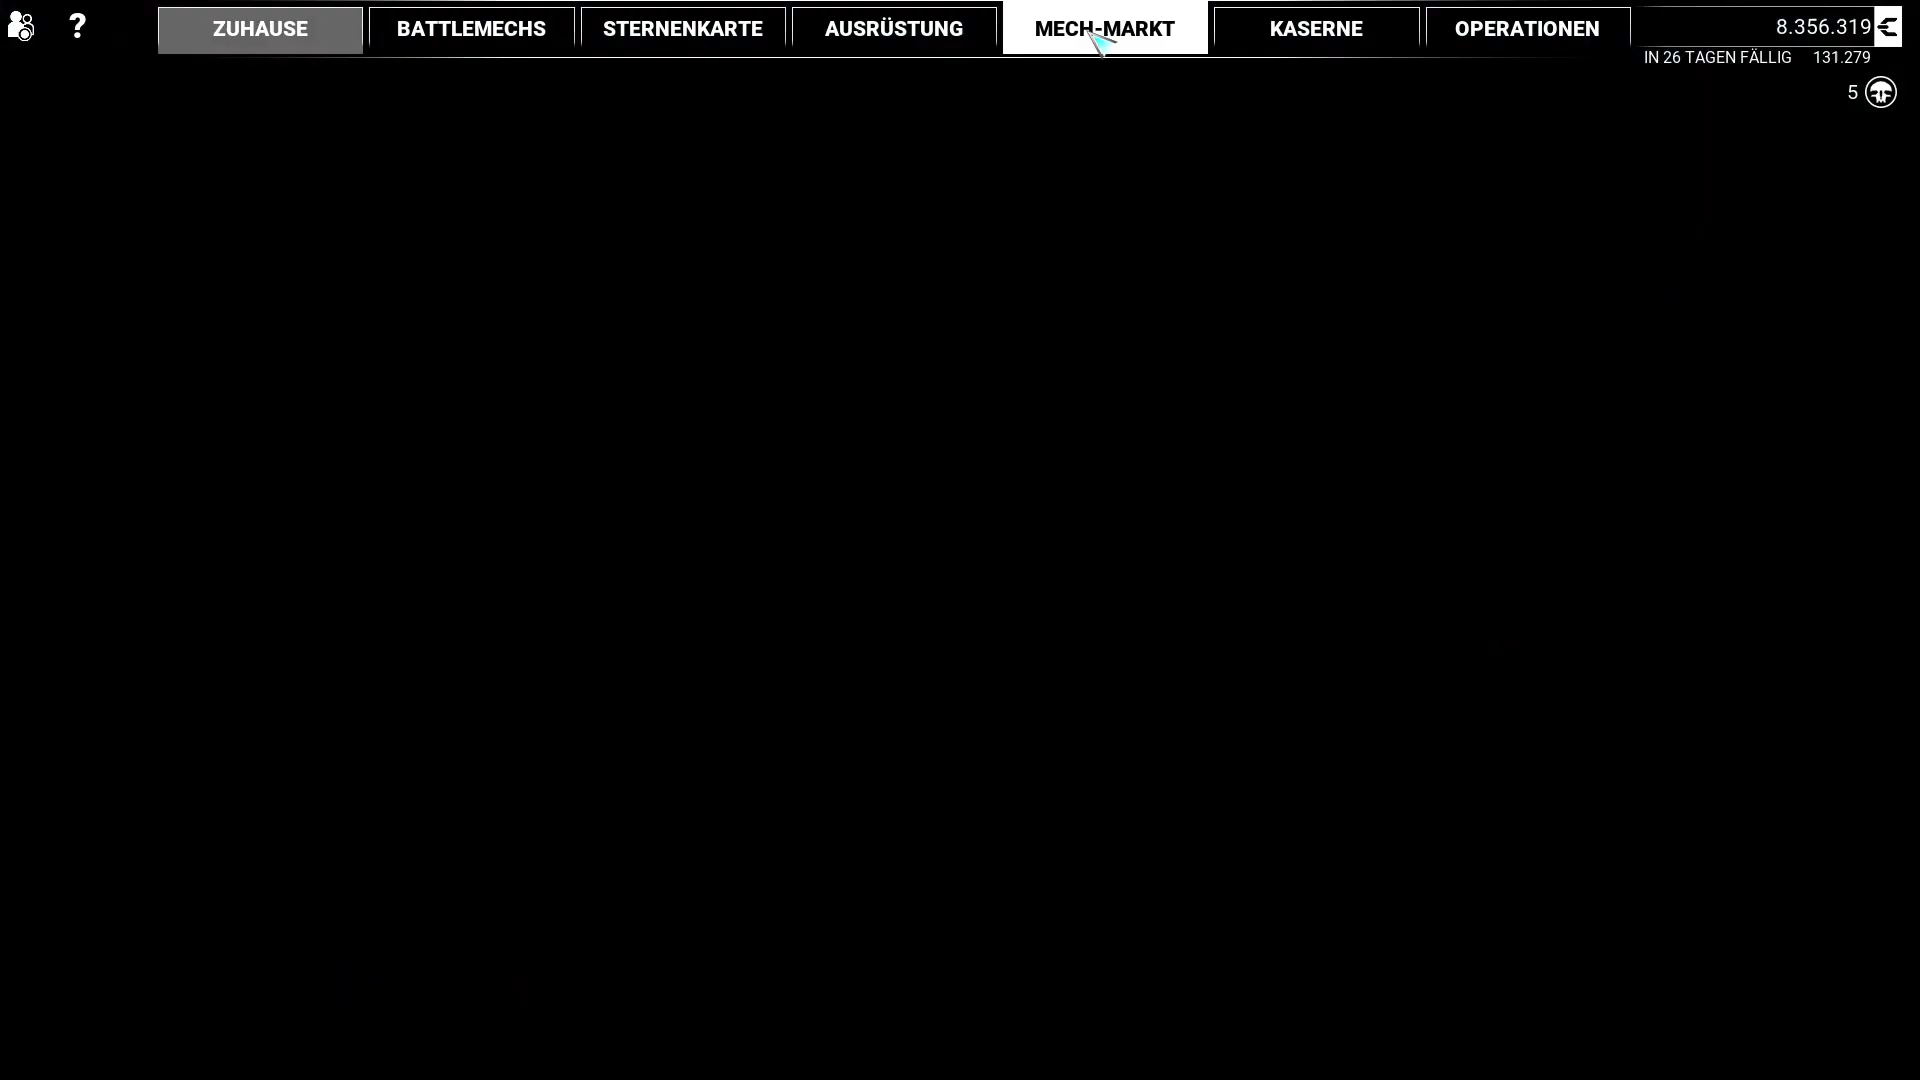 ?
ZUHAUSE
BATTLEMECHS
STERNENKARTE
AUSRÜSTUNG
MECH-MARKT
KASERNE
OPERATIONEN
8.356.319
IN 26 TAGEN FÄLLIG 131.279
5